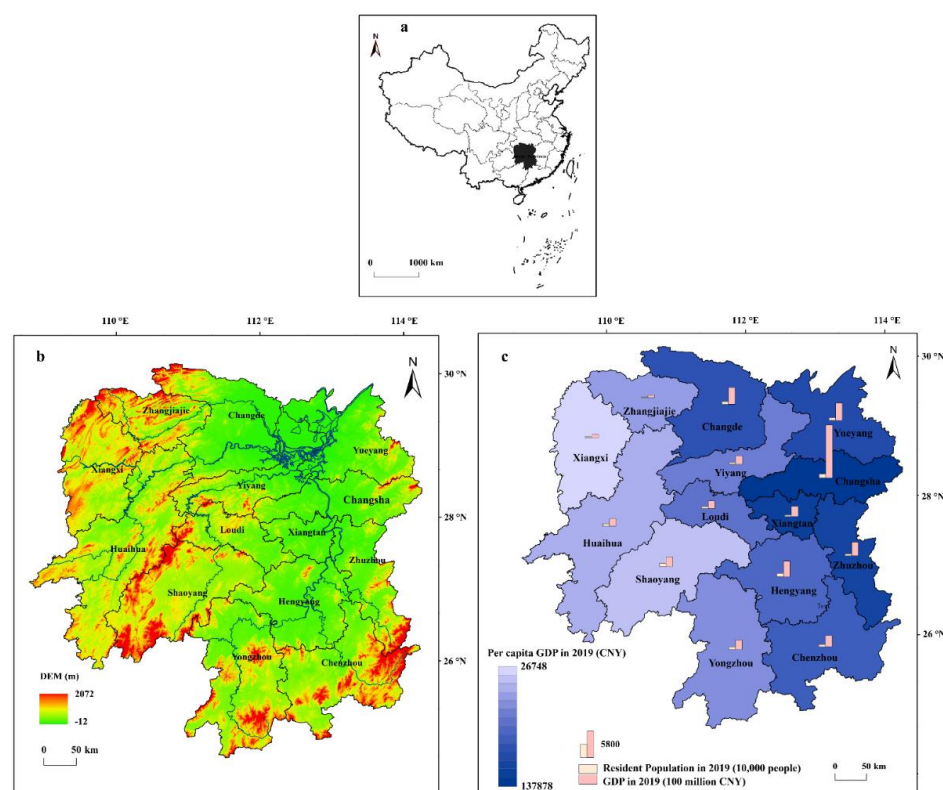 a
N
0 1000 km
110 °E 112 °E 114 °E
b
N
30 °N
Zhangjiajie
Changde
Yueyang
Xiangxi
Yiyang
Changsha
28 °N
Loudi
Xiangtan
Huaihua
Zhuzhou
Shaoyang
Hengyang
Yongzhou
Chenzhou
26 °N
DEM (m)
2072
-12
0 50 km
110 °E 112 °E 114 °E
c
N
30 °N
Zhangjiajie
Changde
Yueyang
Xiangxi
Yiyang
Changsha
28 °N
Loudi
Xiangtan
Huaihua
Zhuzhou
Shaoyang
Hengyang
26 °N
Yongzhou
Chenzhou
Per capita GDP in 2019 (CNY)
26748
137878
5800
Resident Population in 2019 (10,000 people)
GDP in 2019 (100 million CNY)
0 50 km